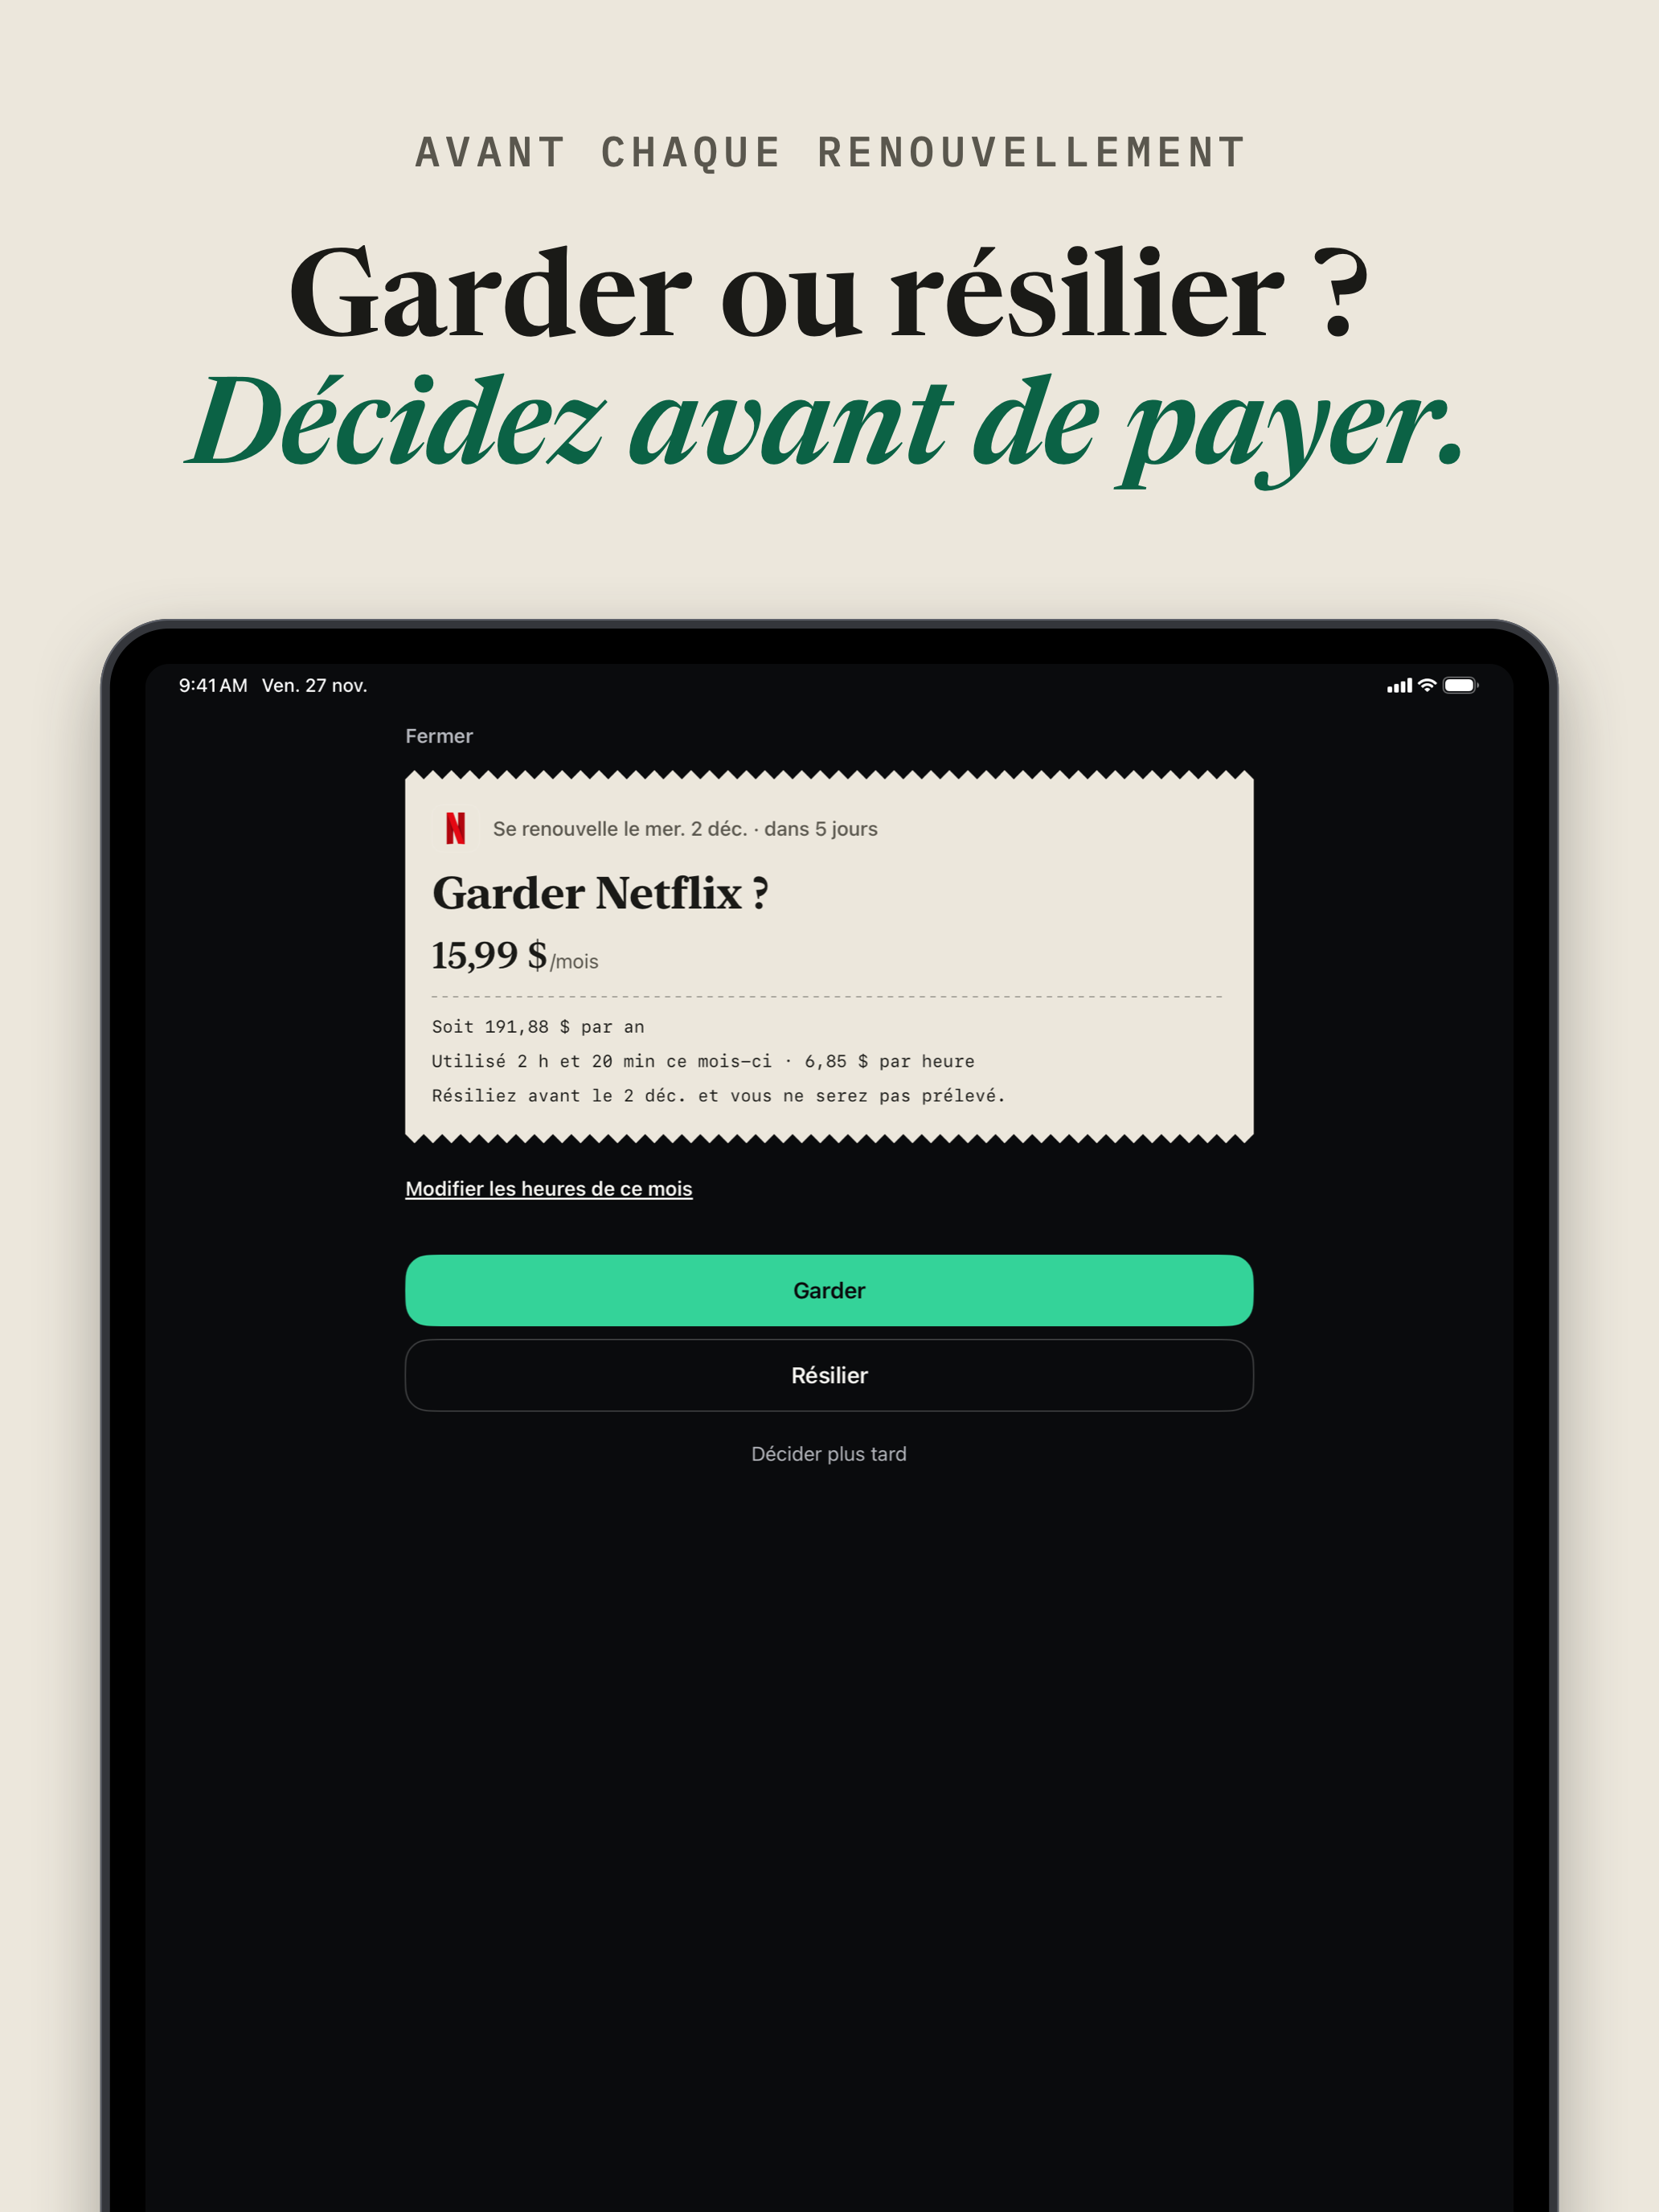 AVANT CHAQUE RENOUVELLEMENT
Garder ou résilier ?
Décidez avant de payer.
9:41 AM Ven. 27 nov.
Fermer
N
Se renouvelle le mer. 2 déc. · dans 5 jours
Garder Netflix ?
15,99 $/mois
Soit 191,88 $ par an
Utilisé 2 h et 20 min ce mois-ci · 6,85 $ par heure
Résiliez avant le 2 déc. et vous ne serez pas prélevé.
Modifier les heures de ce mois
Garder
Résilier
Décider plus tard